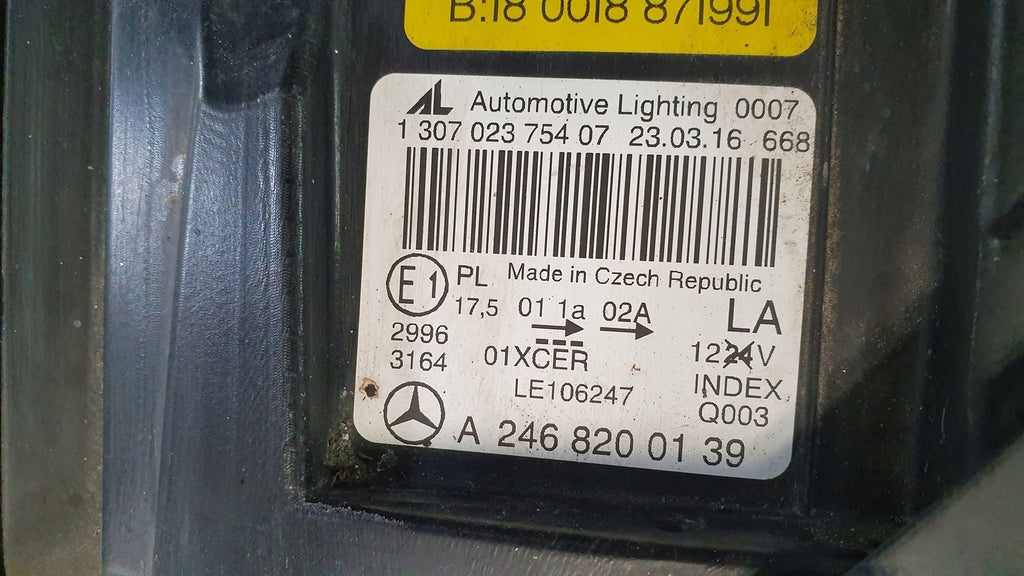 B:18 0018 871991
AL Automotive Lighting 0007
1 307 023 754 07 23.03.16 668
E1 PL Made in Czech Republic
17,5 01 1a 02A LA
2996
3164 01XCER 1224V
LE106247 INDEX
Q003
A 246 820 01 39